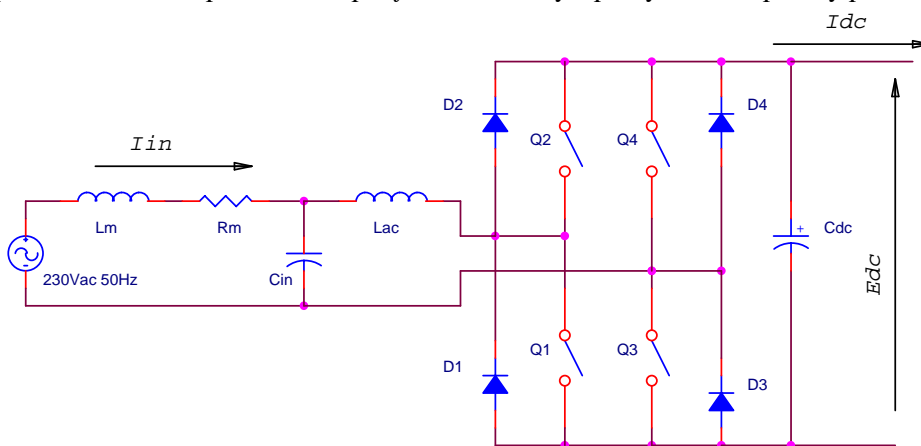 Idc
D2
D4
Q2
Q4
Iin
Lm
Rm
Lac
+
Cdc
230Vac 50Hz
Cin
Edc
D1
Q1
Q3
D3